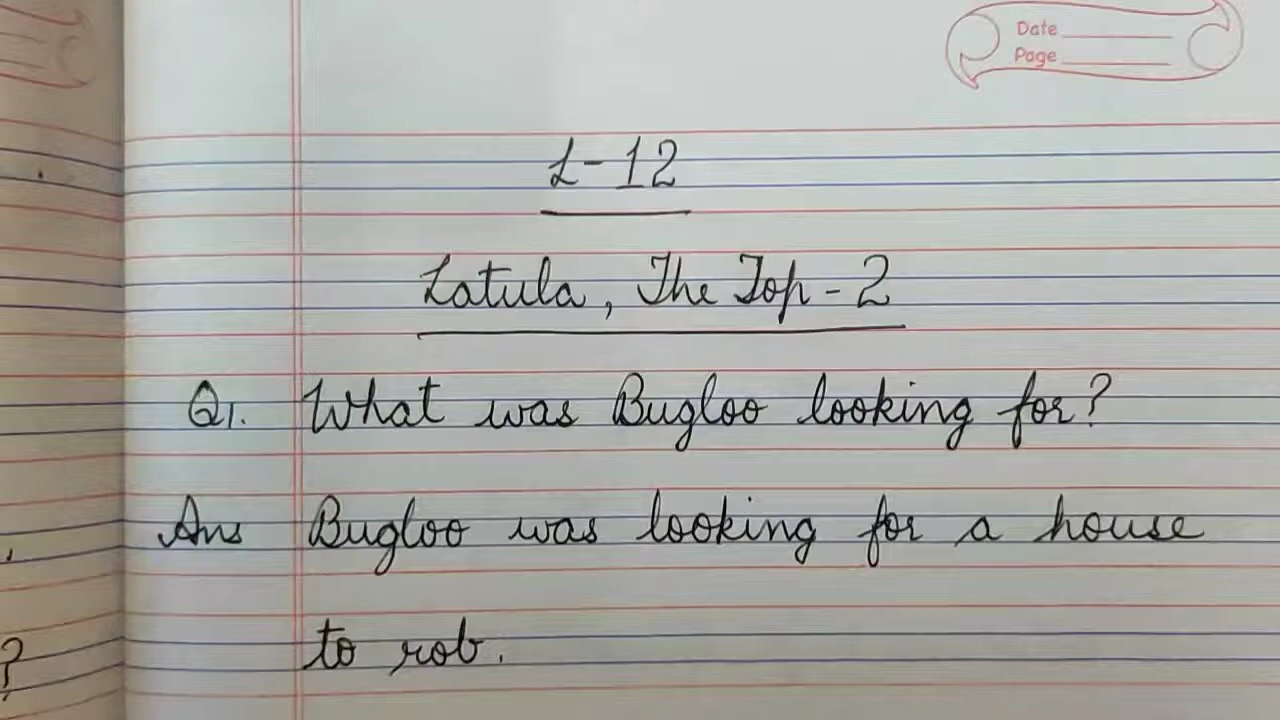 Date
Page
L-12
Latula, The Top-2
Q1. What was Bugloo looking for?
Ans Bugloo was looking for a house
to rob.
?